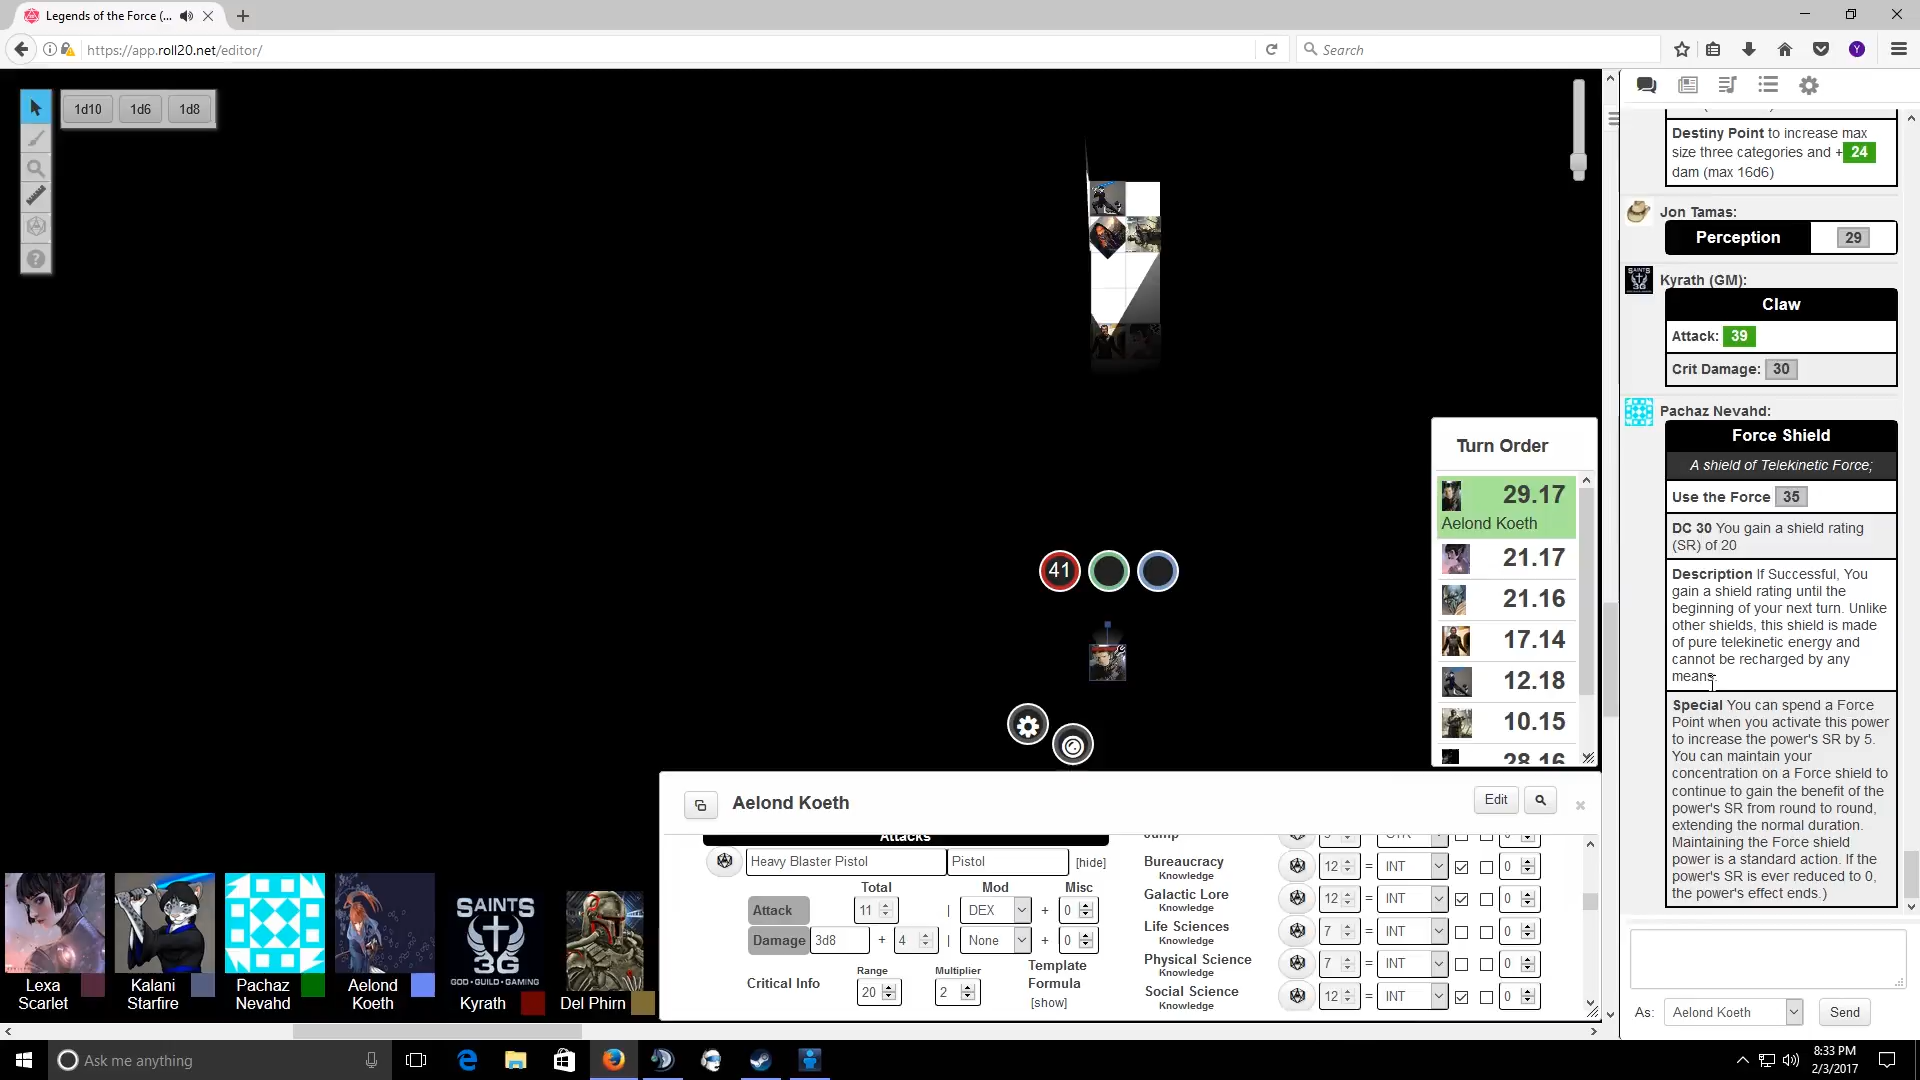 Legends of the Force (...
https://app.roll20.net/editor/
Search
Y
1d10
1d6
1d8
Destiny Point to increase max
size three categories and + 24
dam (max 16d6)
Jon Tamas:
Perception 29
Kyrath (GM):
Claw
Attack: 39
Crit Damage: 30
Pachaz Nevahd:
Force Shield
A shield of Telekinetic Force;
Use the Force 35
DC 30 You gain a shield rating
(SR) of 20
Description If Successful, You
gain a shield rating until the
beginning of your next turn. Unlike
other shields, this shield is made
of pure telekinetic energy and
cannot be recharged by any
means.
Special You can spend a Force
Point when you activate this power
to increase the power's SR by 5.
You can maintain your
concentration on a Force shield to
continue to gain the benefit of the
power's SR from round to round,
extending the normal duration.
Maintaining the Force shield
power is a standard action. If the
power's SR is ever reduced to 0,
the power's effect ends.)
As: Aelond Koeth
Send
Turn Order
29.17
Aelond Koeth
21.17
21.16
17.14
12.18
10.15
28.16
41
Aelond Koeth
Edit
Attacks
Heavy Blaster Pistol
Pistol
[hide]
Total
Mod
Misc
Attack 11 | DEX + 0
Damage 3d8 + 4 | None + 0
Critical Info
Range
20
Multiplier
2
Template
Formula
[show]
Jump
STR
0
Bureaucracy
Knowledge
12 = INT 0
Galactic Lore
Knowledge
12 = INT 0
Life Sciences
Knowledge
7 = INT 0
Physical Science
Knowledge
7 = INT 0
Social Science
Knowledge
12 = INT 0
Lexa
Scarlet
Kalani
Starfire
Pachaz
Nevahd
Aelond
Koeth
SAINTS
3G
GOD · GUILD · GAMING
Kyrath
Del Phirn
Ask me anything
8:33 PM
2/3/2017